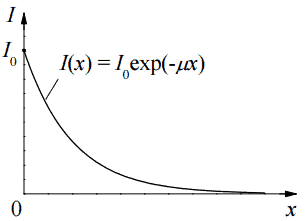 I
I₀
I(x) = I₀exp(-μx)
0
x